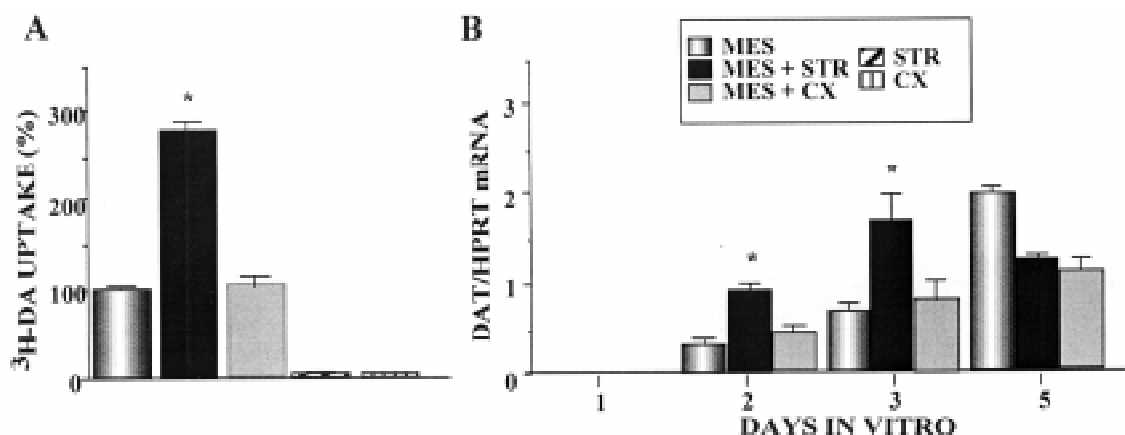 A
³H-DA UPTAKE (%)
300
200
100
0
*
B
MES
MES + STR
MES + CX
STR
CX
DAT/HPRT mRNA
3
2
1
0
*
*
1
2
3
5
DAYS IN VITRO